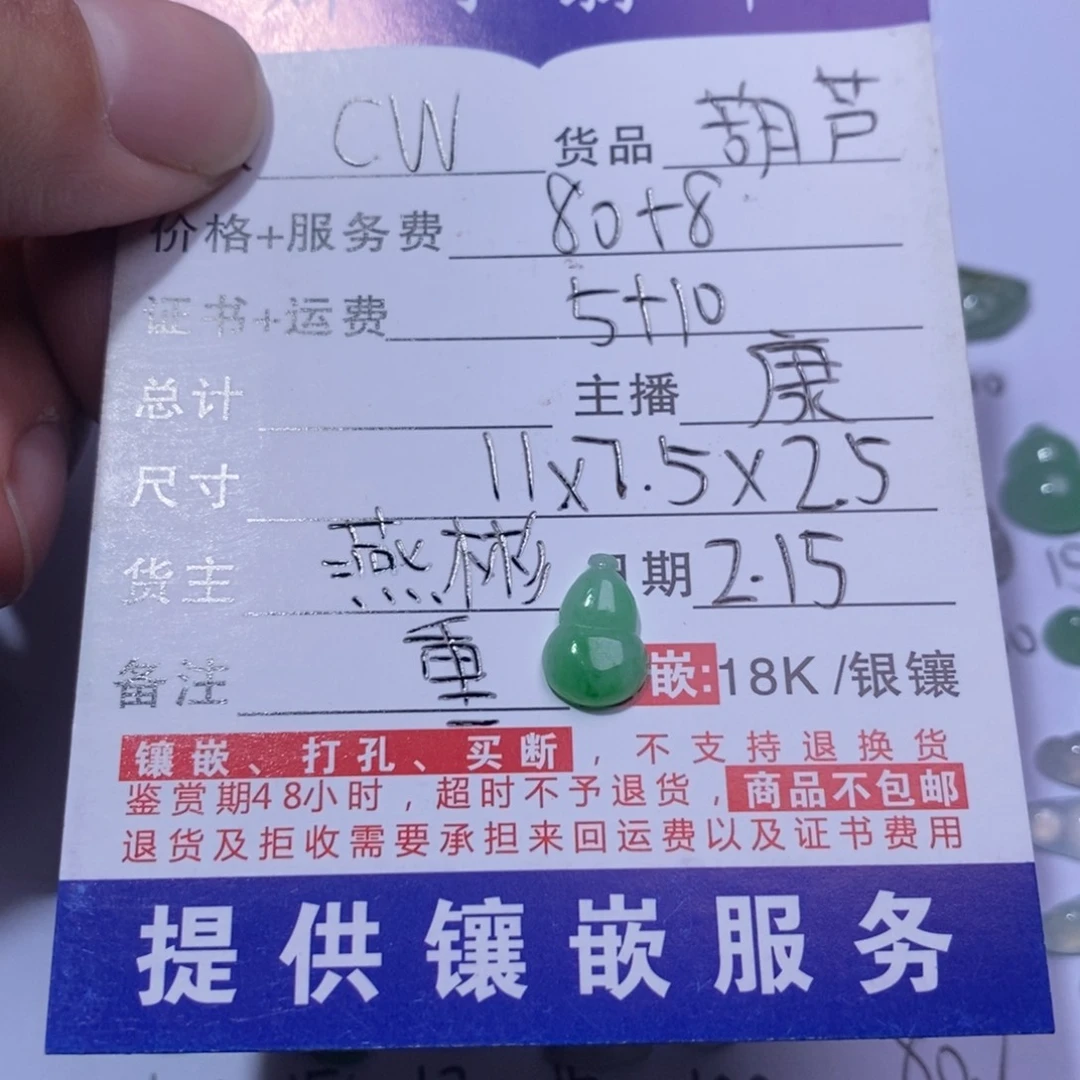 CW 货品 葫芦
价格+服务费 80+8
证书+运费 5+10
总计 主播 康
尺寸 11x7.5x2.5
货主 燕彬 期 2-15
备注 重 嵌:18K/银镶
镶嵌、打孔、买断，不支持退换货
鉴赏期48小时，超时不予退货，商品不包邮
退货及拒收需要承担来回运费以及证书费用
提供镶嵌服务